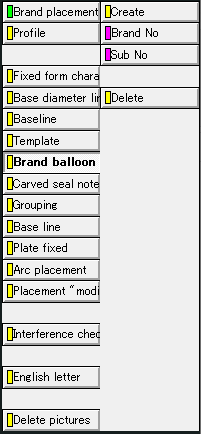 Brand placement
Create
Profile
Brand No
Sub No
Fixed form chara
Base diameter lin
Delete
Baseline
Template
Brand balloon
Carved seal note
Grouping
Base line
Plate fixed
Arc placement
Placement "modi
Interference chec
English letter
Delete pictures